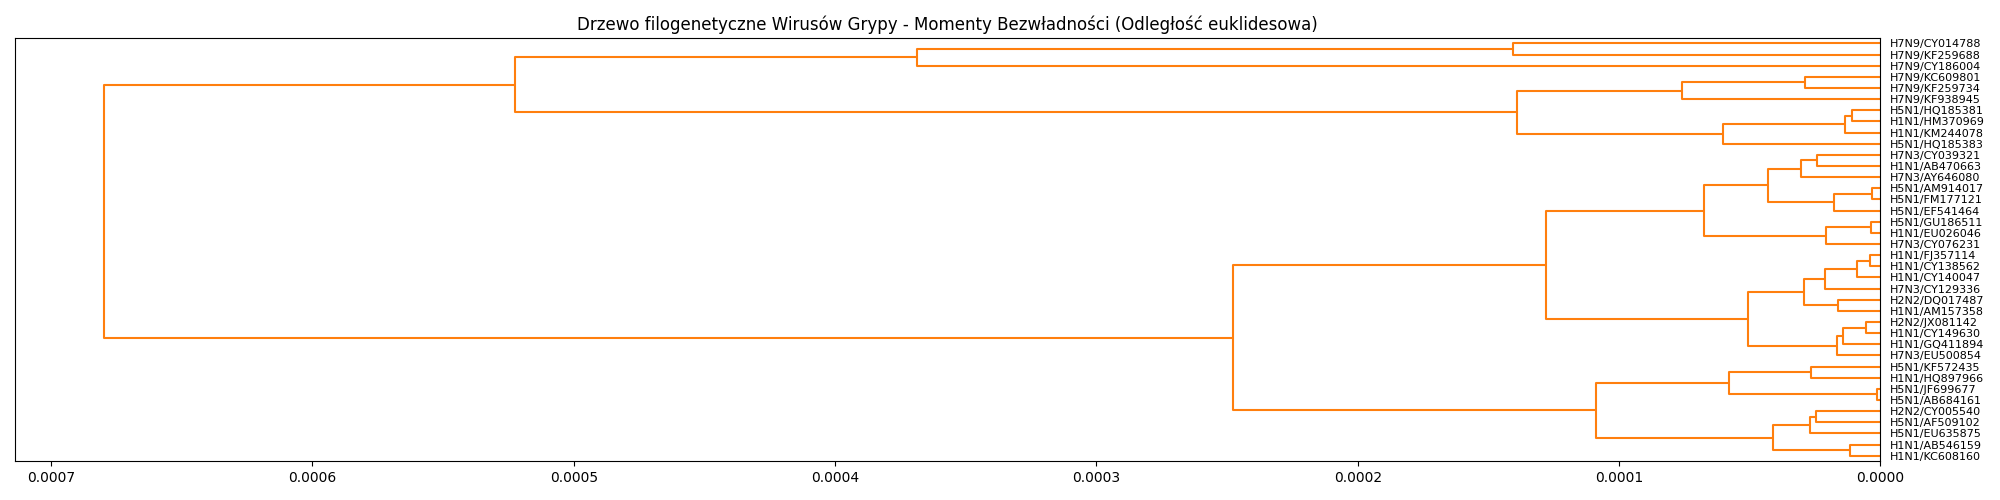 Drzewo filogenetyczne Wirusów Grypy - Momenty Bezwładności (Odległość euklidesowa)
H7N9/CY014788
H7N9/KF259688
H7N9/CY186004
H7N9/KC609801
H7N9/KF259734
H7N9/KF938945
H5N1/HQ185381
H1N1/HM370969
H1N1/KM244078
H5N1/HQ185383
H7N3/CY039321
H1N1/AB470663
H7N3/AY646080
H5N1/AM914017
H5N1/FM177121
H5N1/EF541464
H5N1/GU186511
H1N1/EU026046
H7N3/CY076231
H1N1/FJ357114
H1N1/CY138562
H1N1/CY140047
H7N3/CY129336
H2N2/DQ017487
H1N1/AM157358
H2N2/JX081142
H1N1/CY149630
H1N1/GQ411894
H7N3/EU500854
H5N1/KF572435
H1N1/HQ897966
H5N1/JF699677
H5N1/AB684161
H2N2/CY005540
H5N1/AF509102
H5N1/EU635875
H1N1/AB546159
H1N1/KC608160
0.0007 0.0006 0.0005 0.0004 0.0003 0.0002 0.0001 0.0000